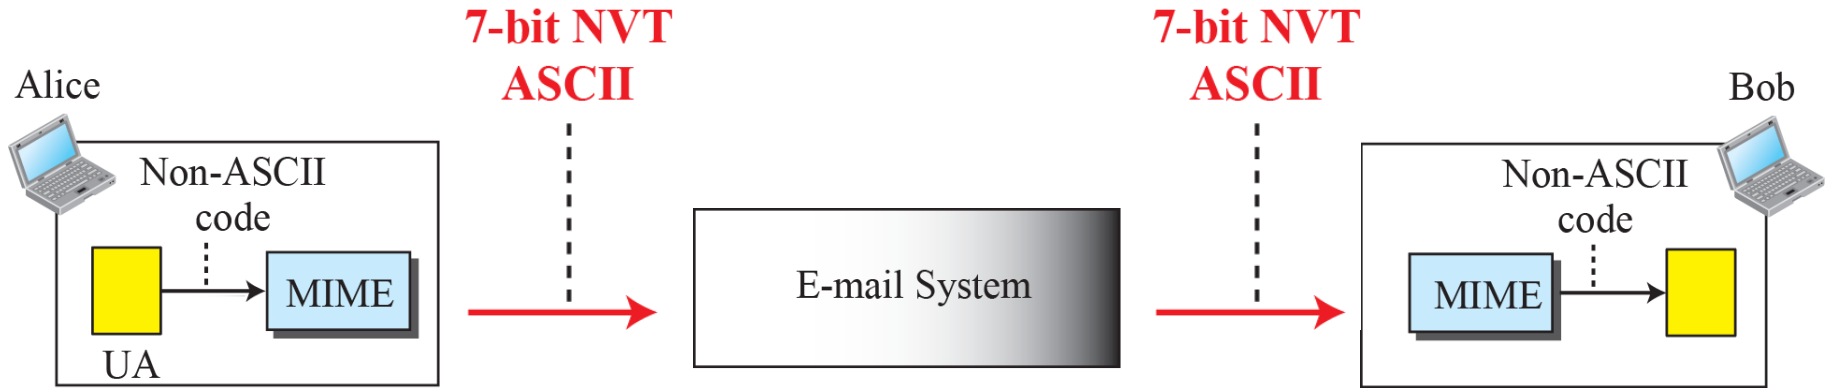 7-bit NVT
ASCII
7-bit NVT
ASCII
Alice
Bob
Non-ASCII
code
Non-ASCII
code
MIME
E-mail System
MIME
UA